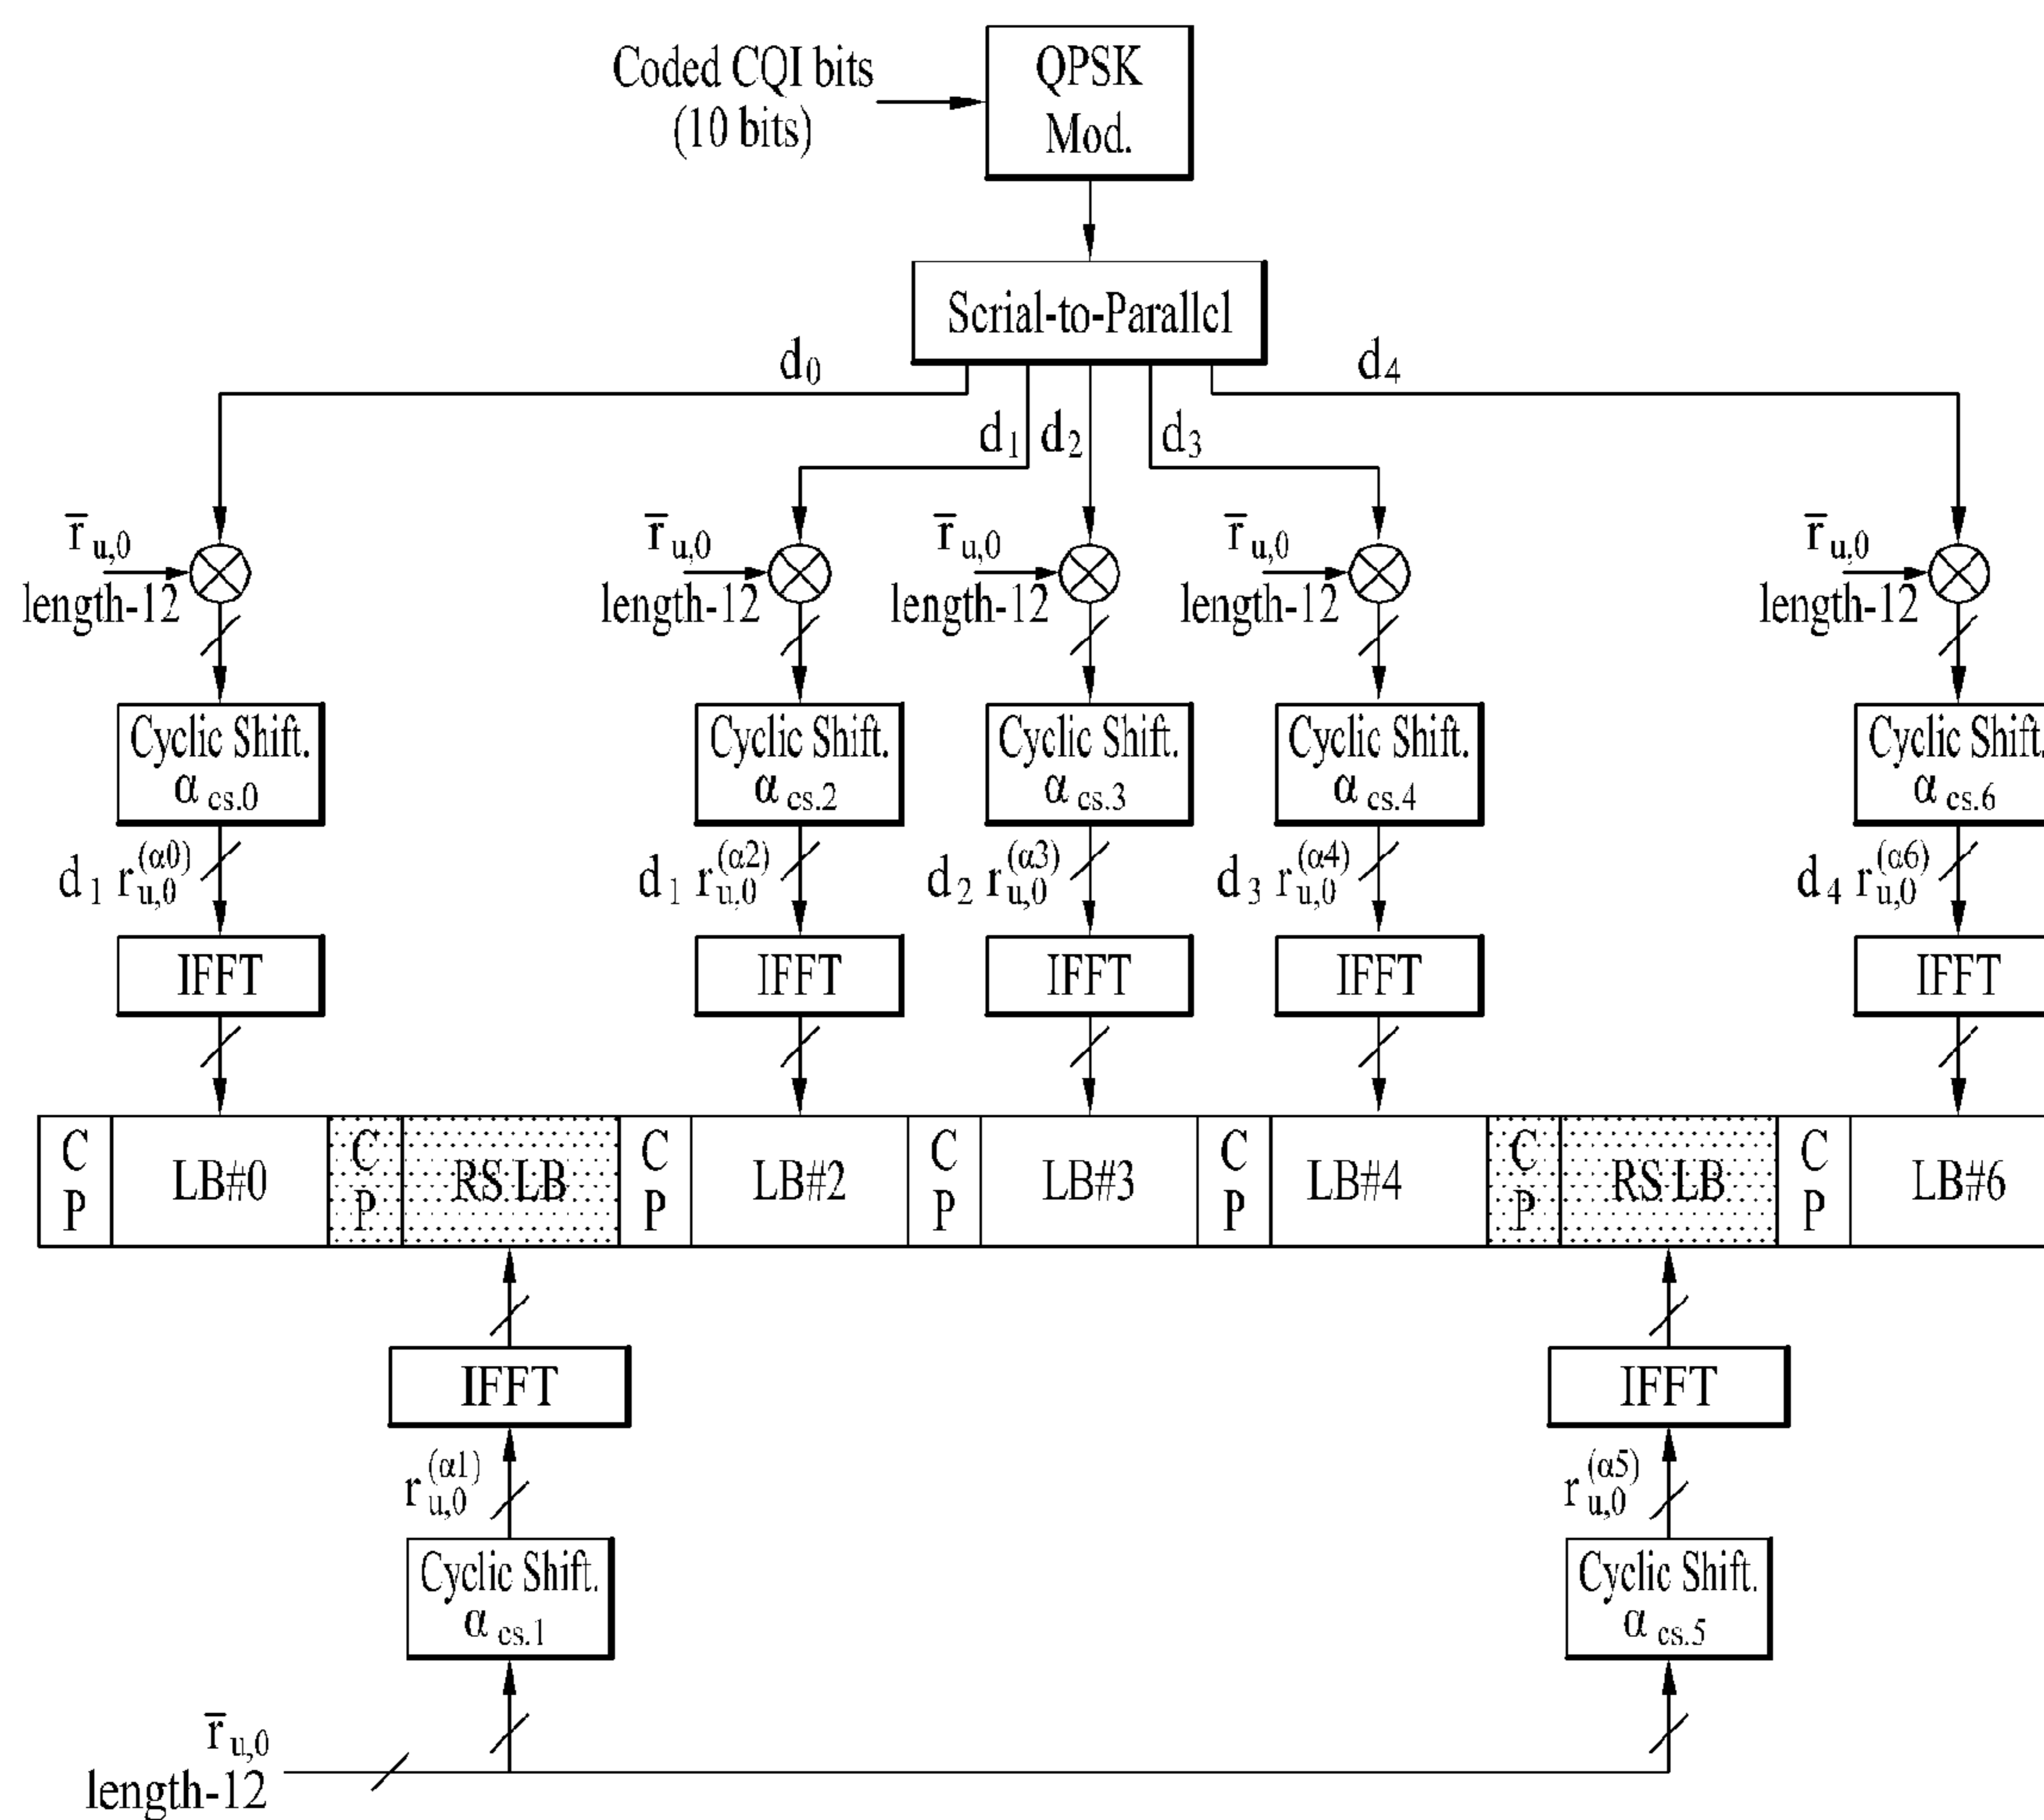 Coded CQI bits
(10 bits)
QPSK
Mod.
Serial-to-Parallel
d0
d4
d1
d2
d3
r̅u,0
length-12
r̅u,0
length-12
r̅u,0
length-12
r̅u,0
length-12
r̅u,0
length-12
Cyclic Shift.
αcs.0
Cyclic Shift.
αcs.2
Cyclic Shift.
αcs.3
Cyclic Shift.
αcs.4
Cyclic Shift.
αcs.6
d1 ru,0(α0)
d1 ru,0(α2)
d2 ru,0(α3)
d3 ru,0(α4)
d4 ru,0(α6)
IFFT
IFFT
IFFT
IFFT
IFFT
CP
LB#0
CP
RS LB
CP
LB#2
CP
LB#3
CP
LB#4
CP
RS LB
CP
LB#6
IFFT
IFFT
ru,0(α1)
ru,0(α5)
Cyclic Shift.
αcs.1
Cyclic Shift.
αcs.5
r̅u,0
length-12